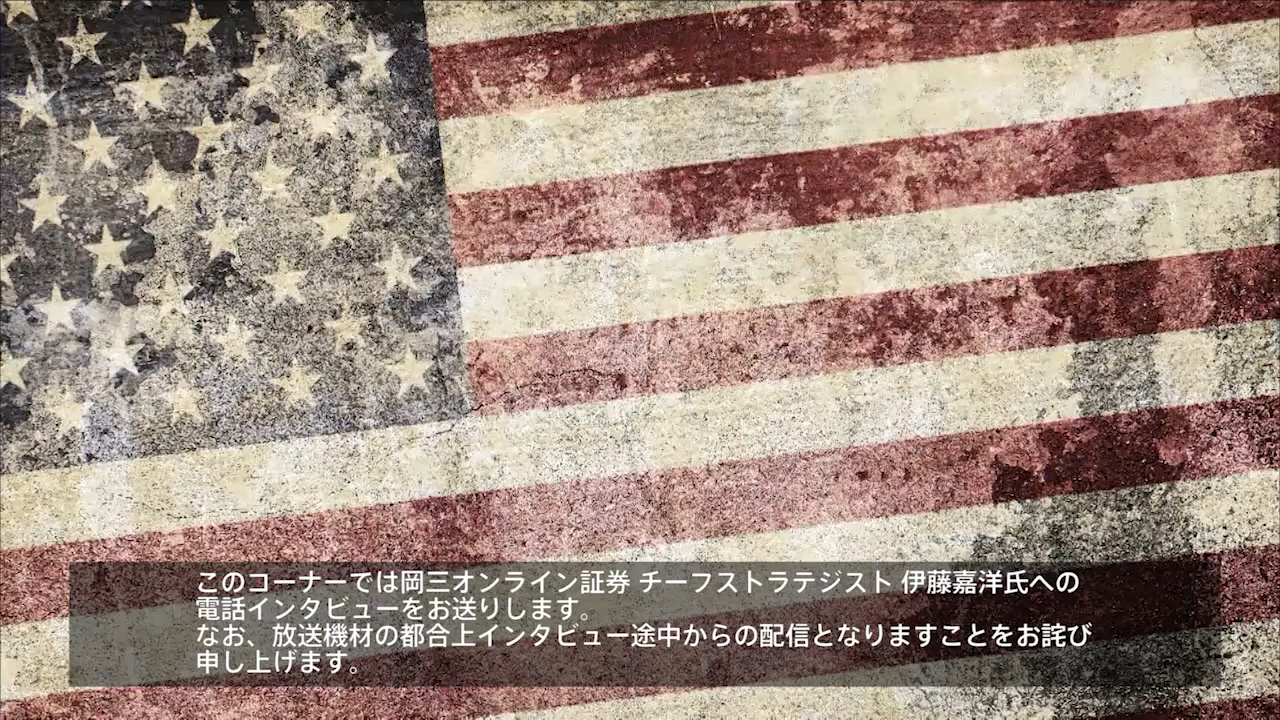 このコーナーでは岡三オンライン証券 チーフストラテジスト 伊藤嘉洋氏への
電話インタビューをお送りします。
なお、放送機材の都合上インタビュー途中からの配信となりますことをお詫び
申し上げます。